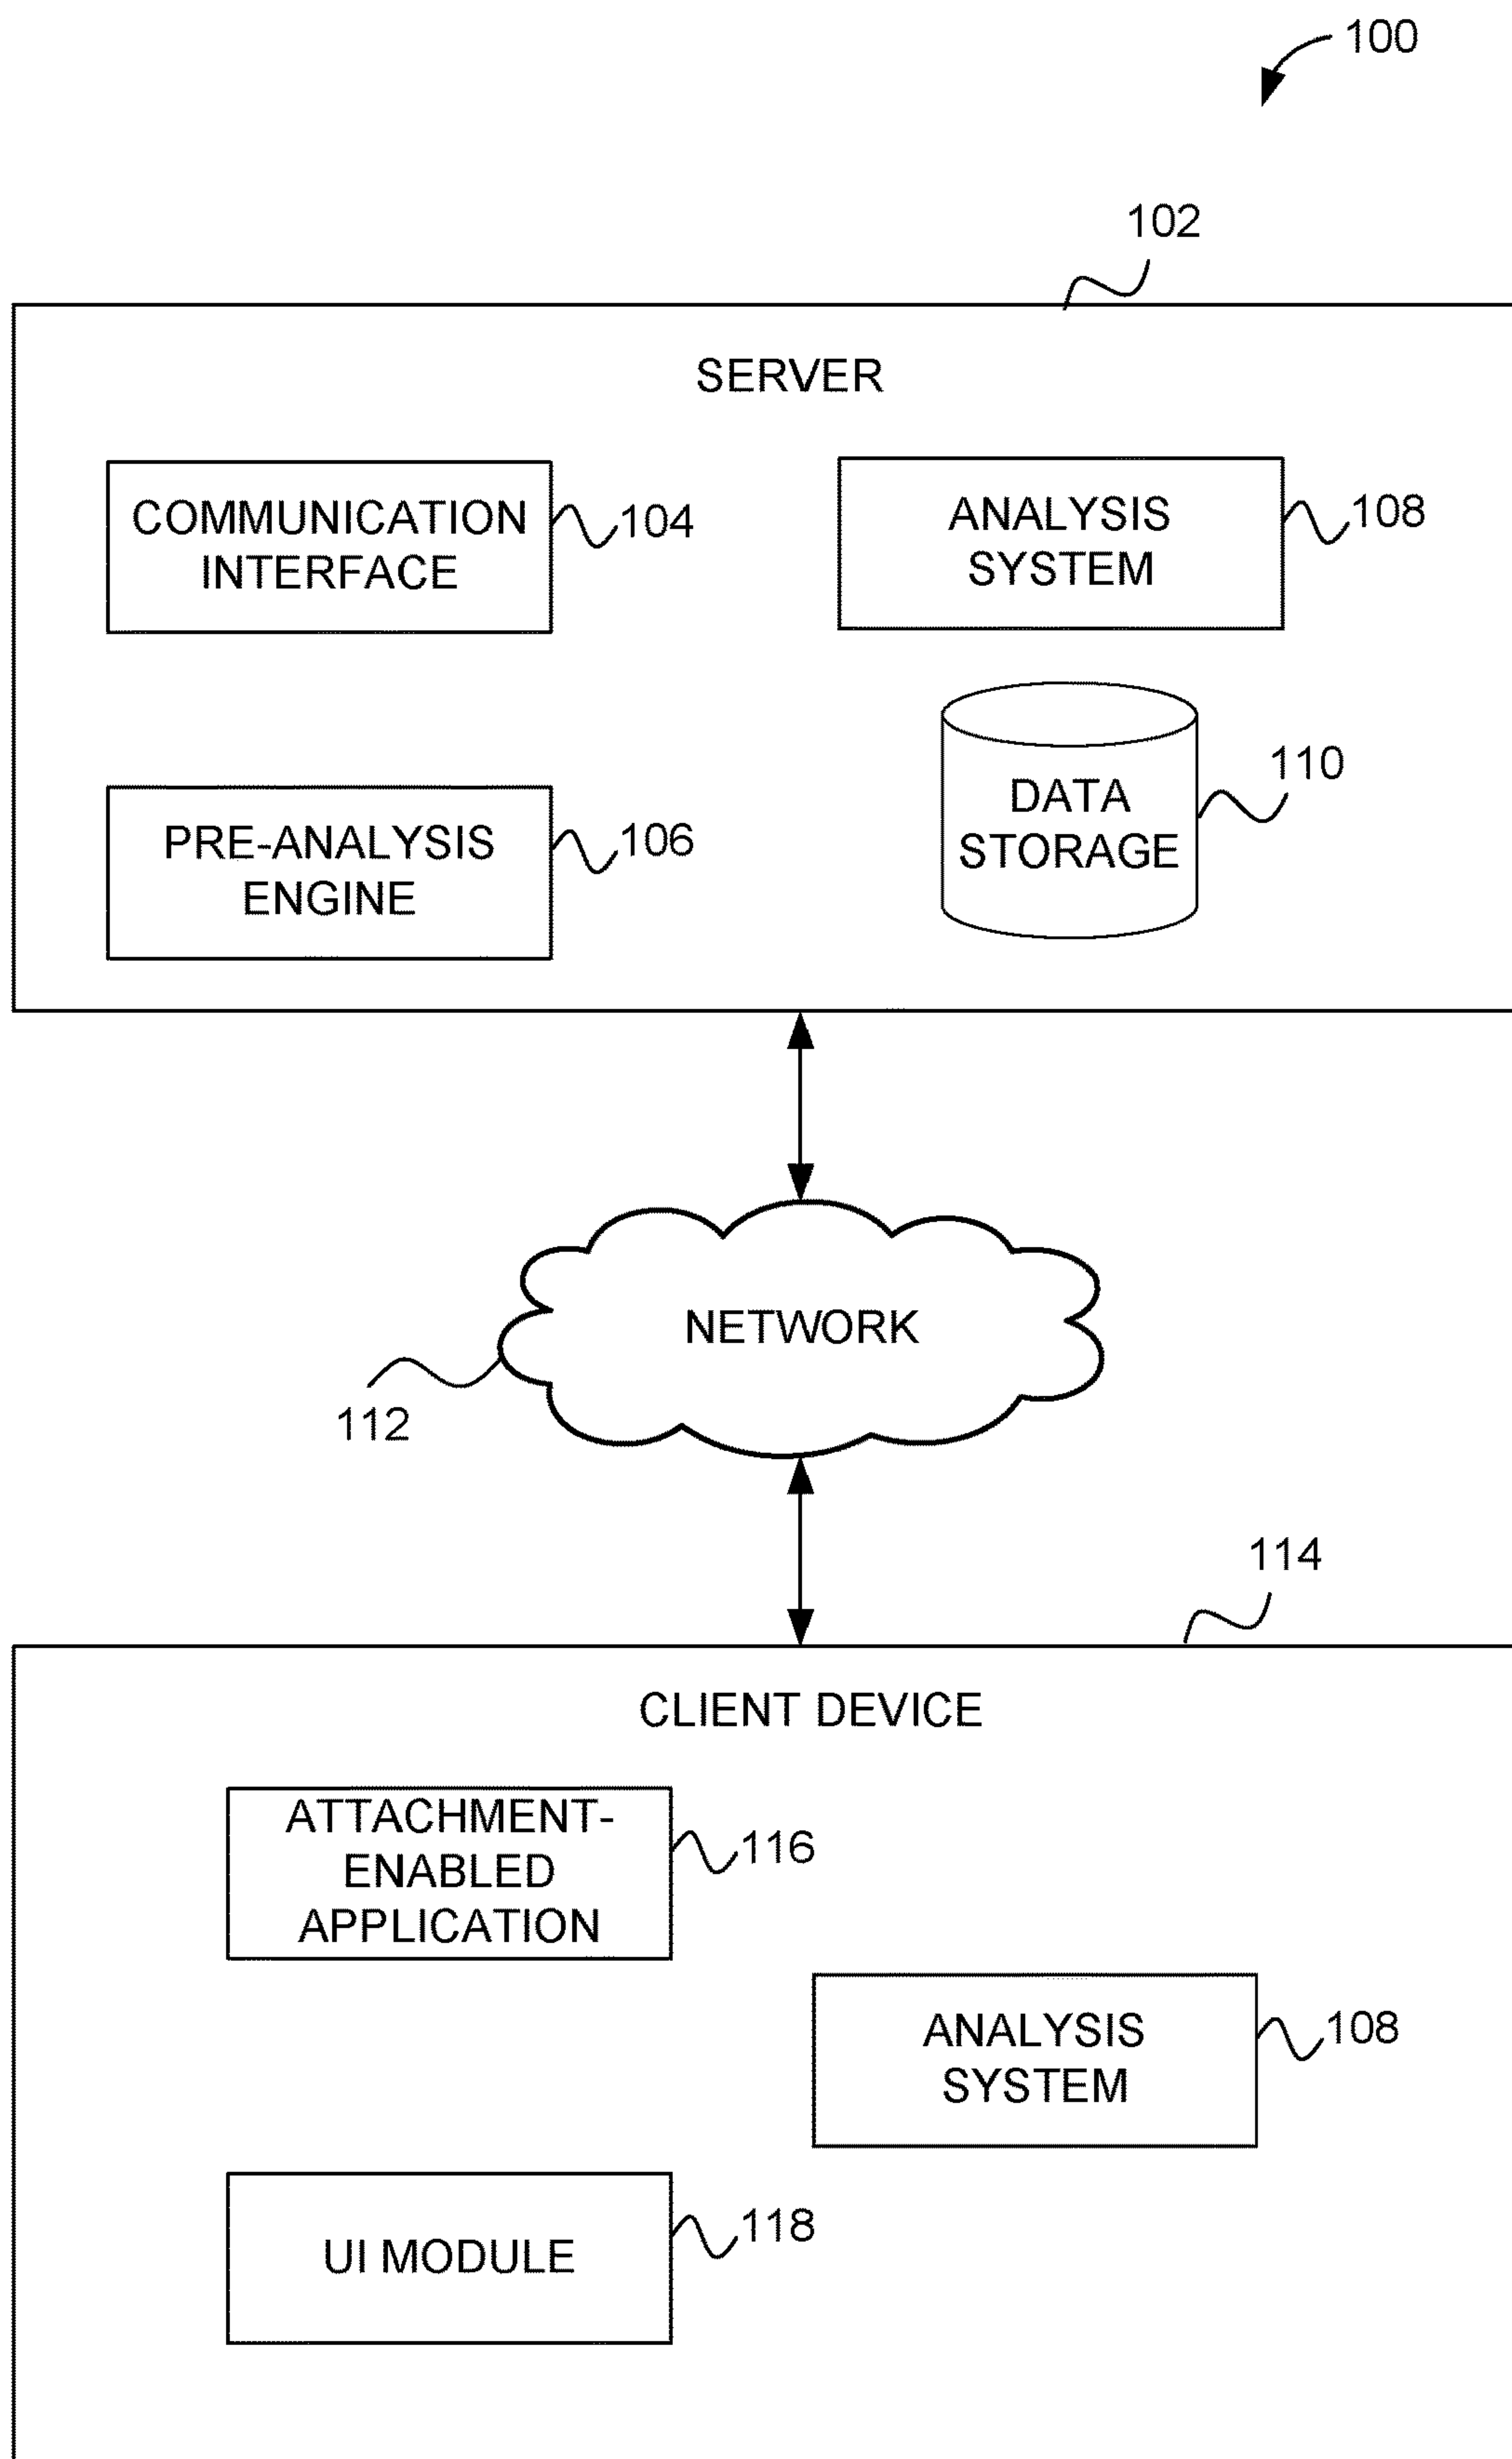 100
102
SERVER
COMMUNICATION
INTERFACE
104
ANALYSIS
SYSTEM
108
PRE-ANALYSIS
ENGINE
106
DATA
STORAGE
110
NETWORK
112
114
CLIENT DEVICE
ATTACHMENT-
ENABLED
APPLICATION
116
ANALYSIS
SYSTEM
108
UI MODULE
118